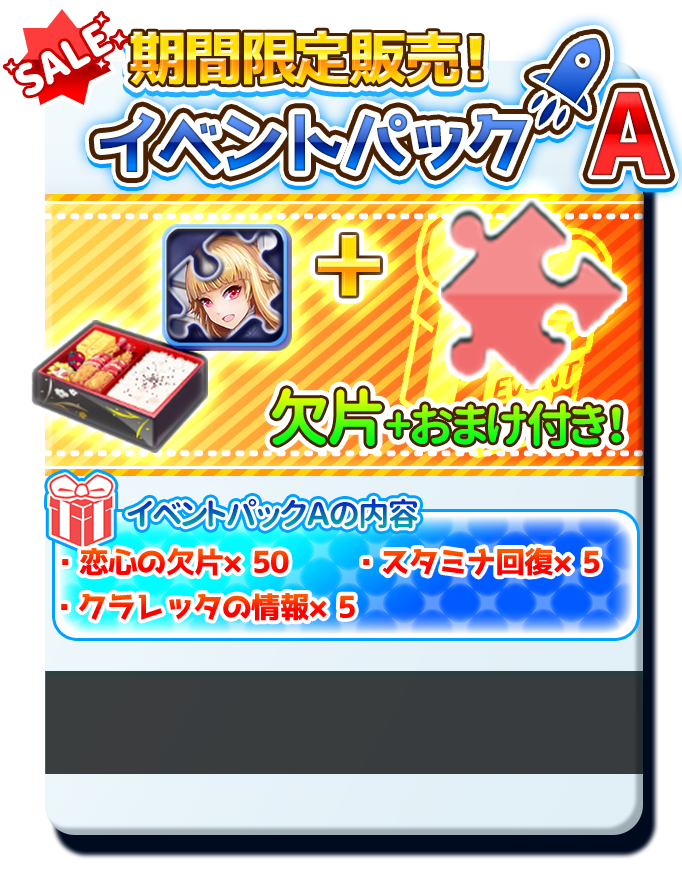 SALE
期間限定販売!
イベントパック A
+
EVENT
欠片+おまけ付き!
イベントパックAの内容
・恋心の欠片× 50 ・スタミナ回復× 5
・クラレッタの情報× 5